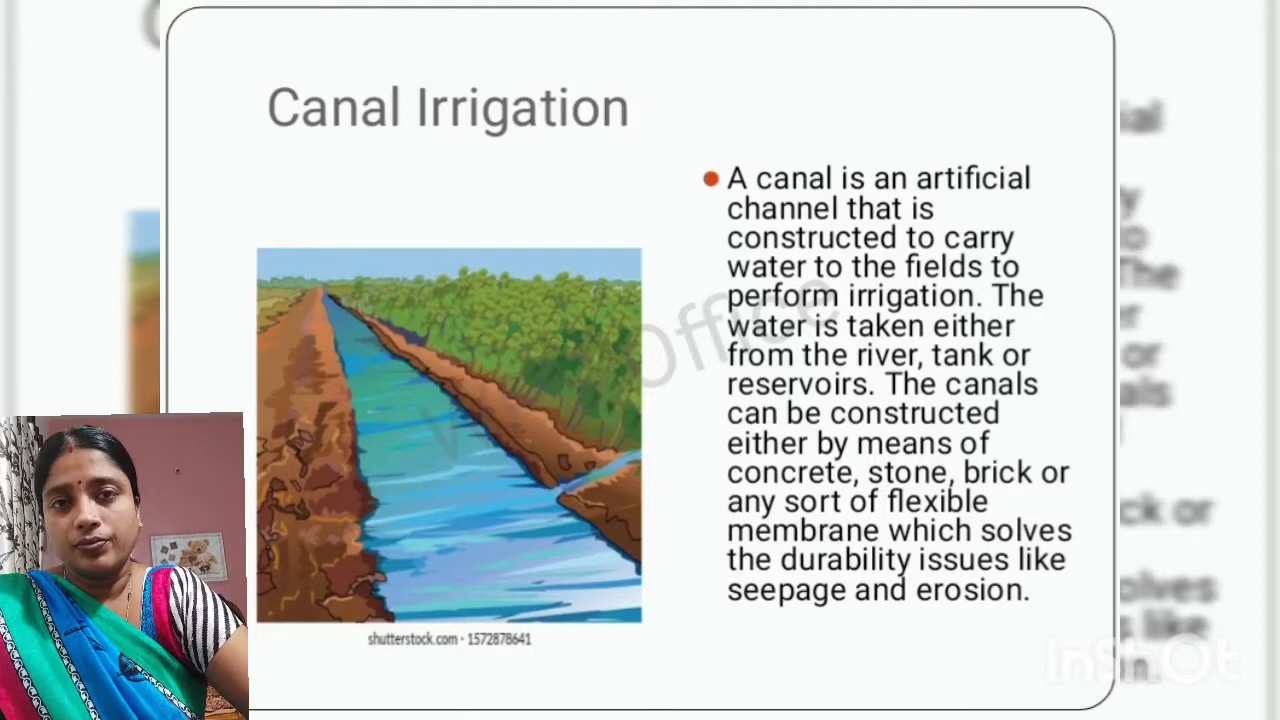 Canal Irrigation
A canal is an artificial
channel that is
constructed to carry
water to the fields to
perform irrigation. The
water is taken either
from the river, tank or
reservoirs. The canals
can be constructed
either by means of
concrete, stone, brick or
any sort of flexible
membrane which solves
the durability issues like
seepage and erosion.
Office
shutterstock.com · 1572878641
InShOt